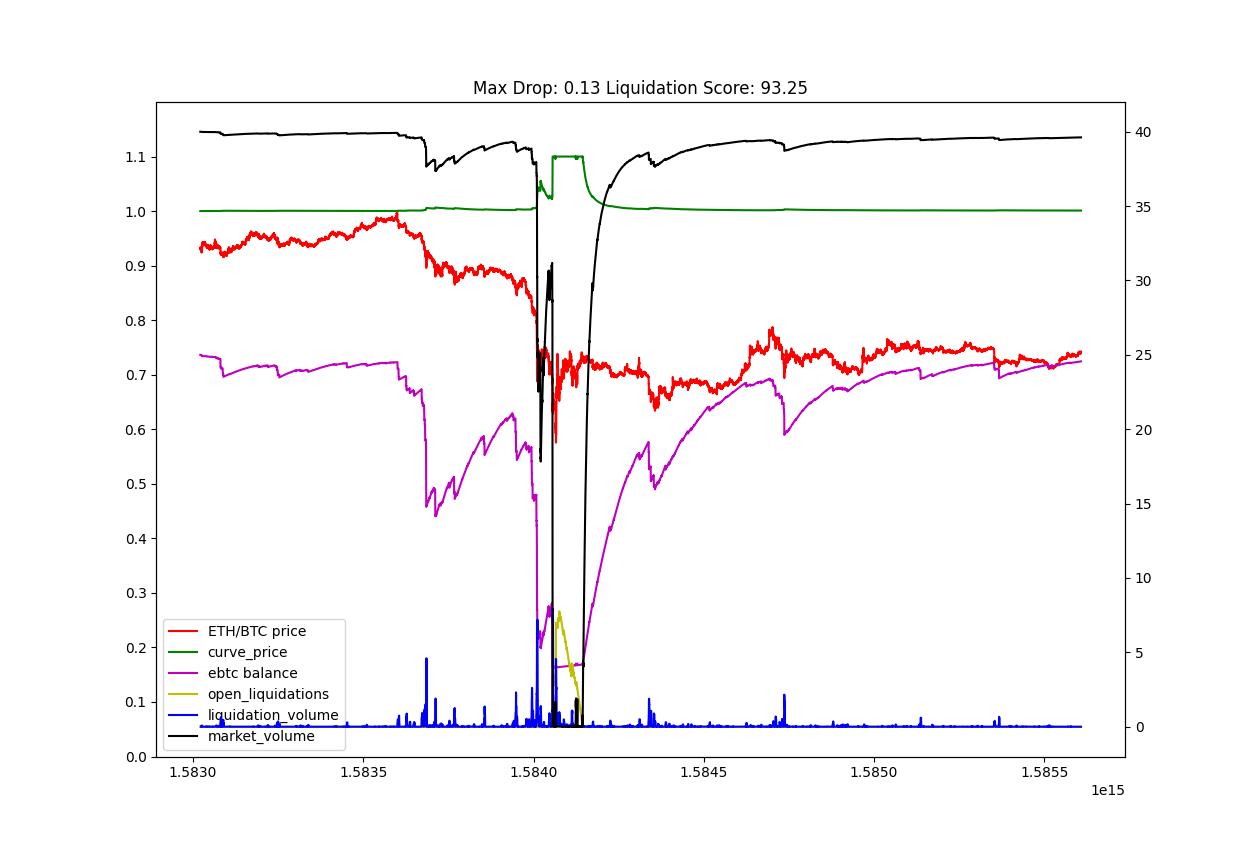 Max Drop: 0.13 Liquidation Score: 93.25
1.1
1.0
0.9
0.8
0.7
0.6
0.5
0.4
0.3
0.2
0.1
0.0
40
35
30
25
20
15
10
5
0
ETH/BTC price
curve_price
ebtc balance
open_liquidations
liquidation_volume
market_volume
1.5830 1.5835 1.5840 1.5845 1.5850 1.5855
1e15